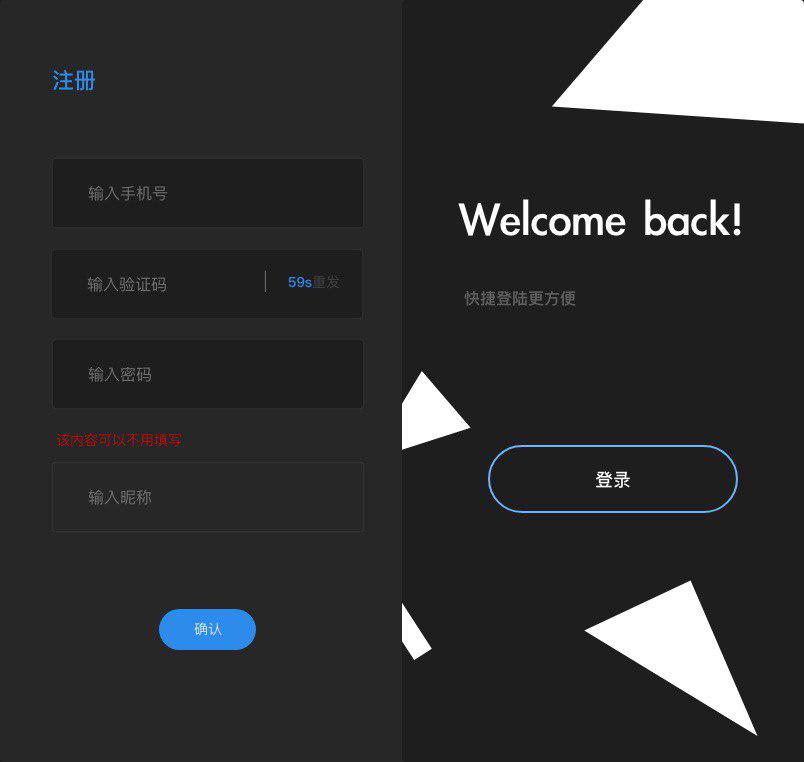 注册
输入手机号
输入验证码
59s重发
输入密码
该内容可以不用填写
输入昵称
确认
Welcome back!
快捷登陆更方便
登录